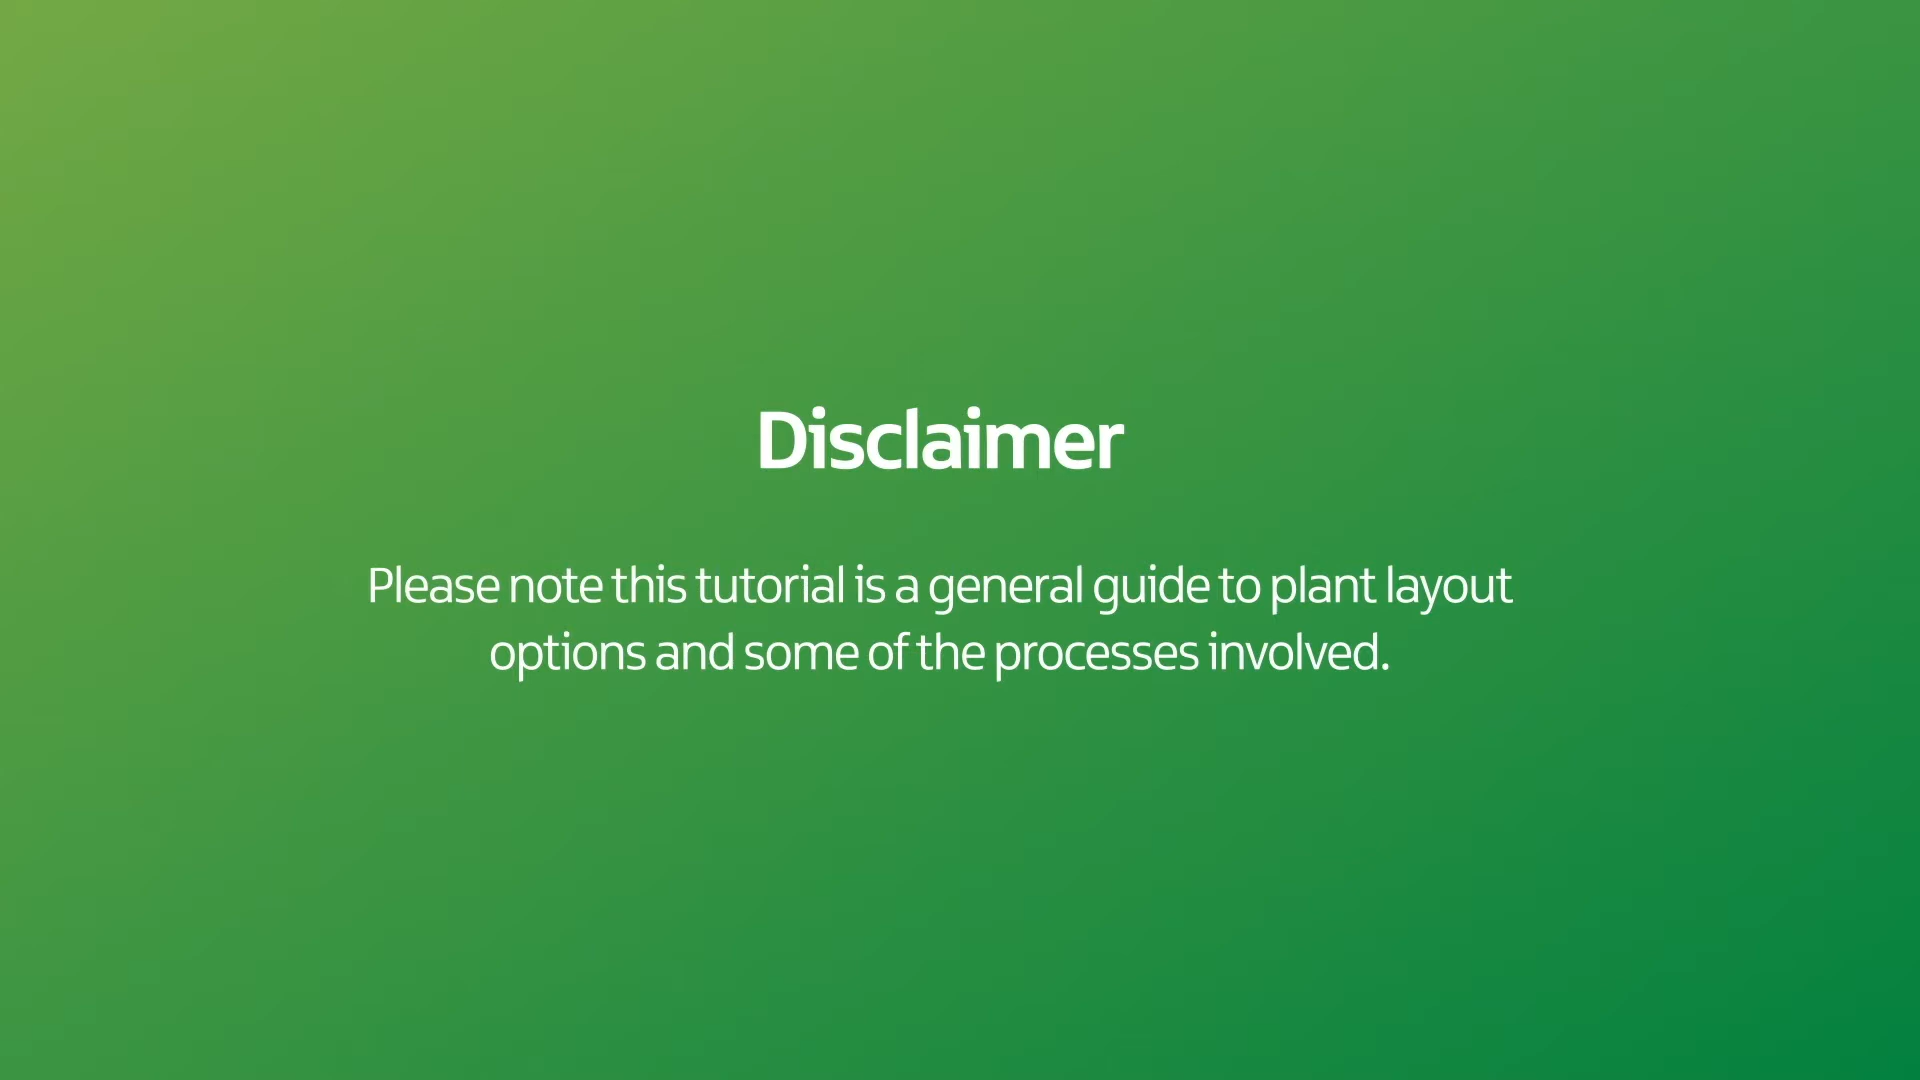 Disclaimer
Please note this tutorial is a general guide to plant layout
options and some of the processes involved.